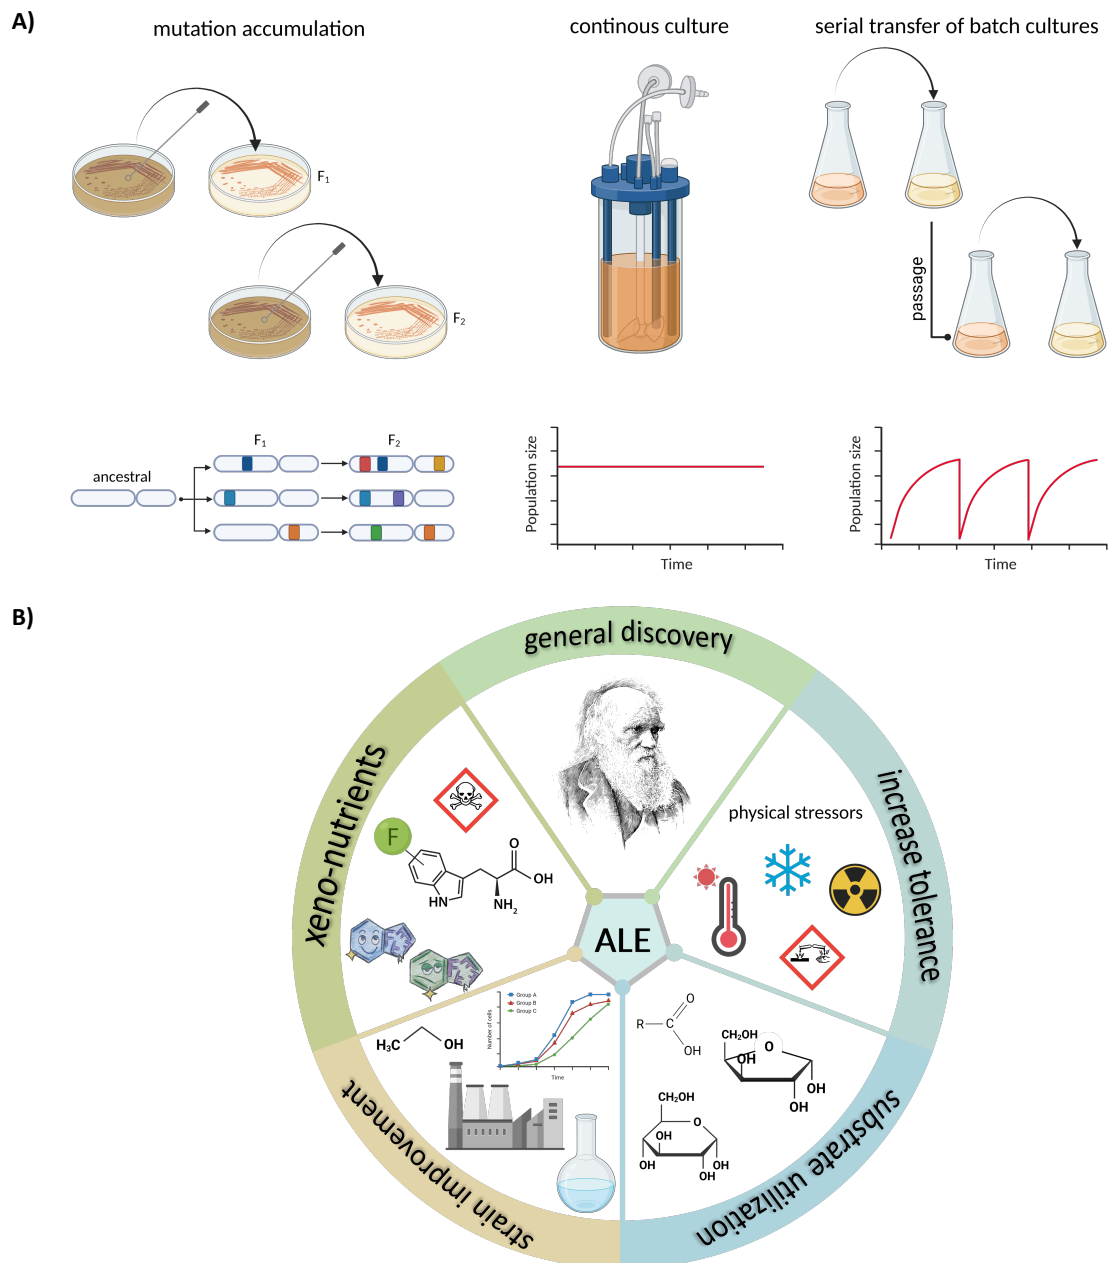 A)
mutation accumulation
continous culture
serial transfer of batch cultures
F1
F2
passage
ancestral
F1
F2
Population size
Time
Population size
Time
B)
general discovery
xeno-nutrients
increase tolerance
strain improvement
substrate utilization
physical stressors
F
O
OH
HN
NH2
ALE
H3C
OH
Number of cells
Group A
Group B
Group C
Time
R
C
O
OH
CH2OH
O
OH
OH
OH
CH2OH
O
OH
OH
OH
OH